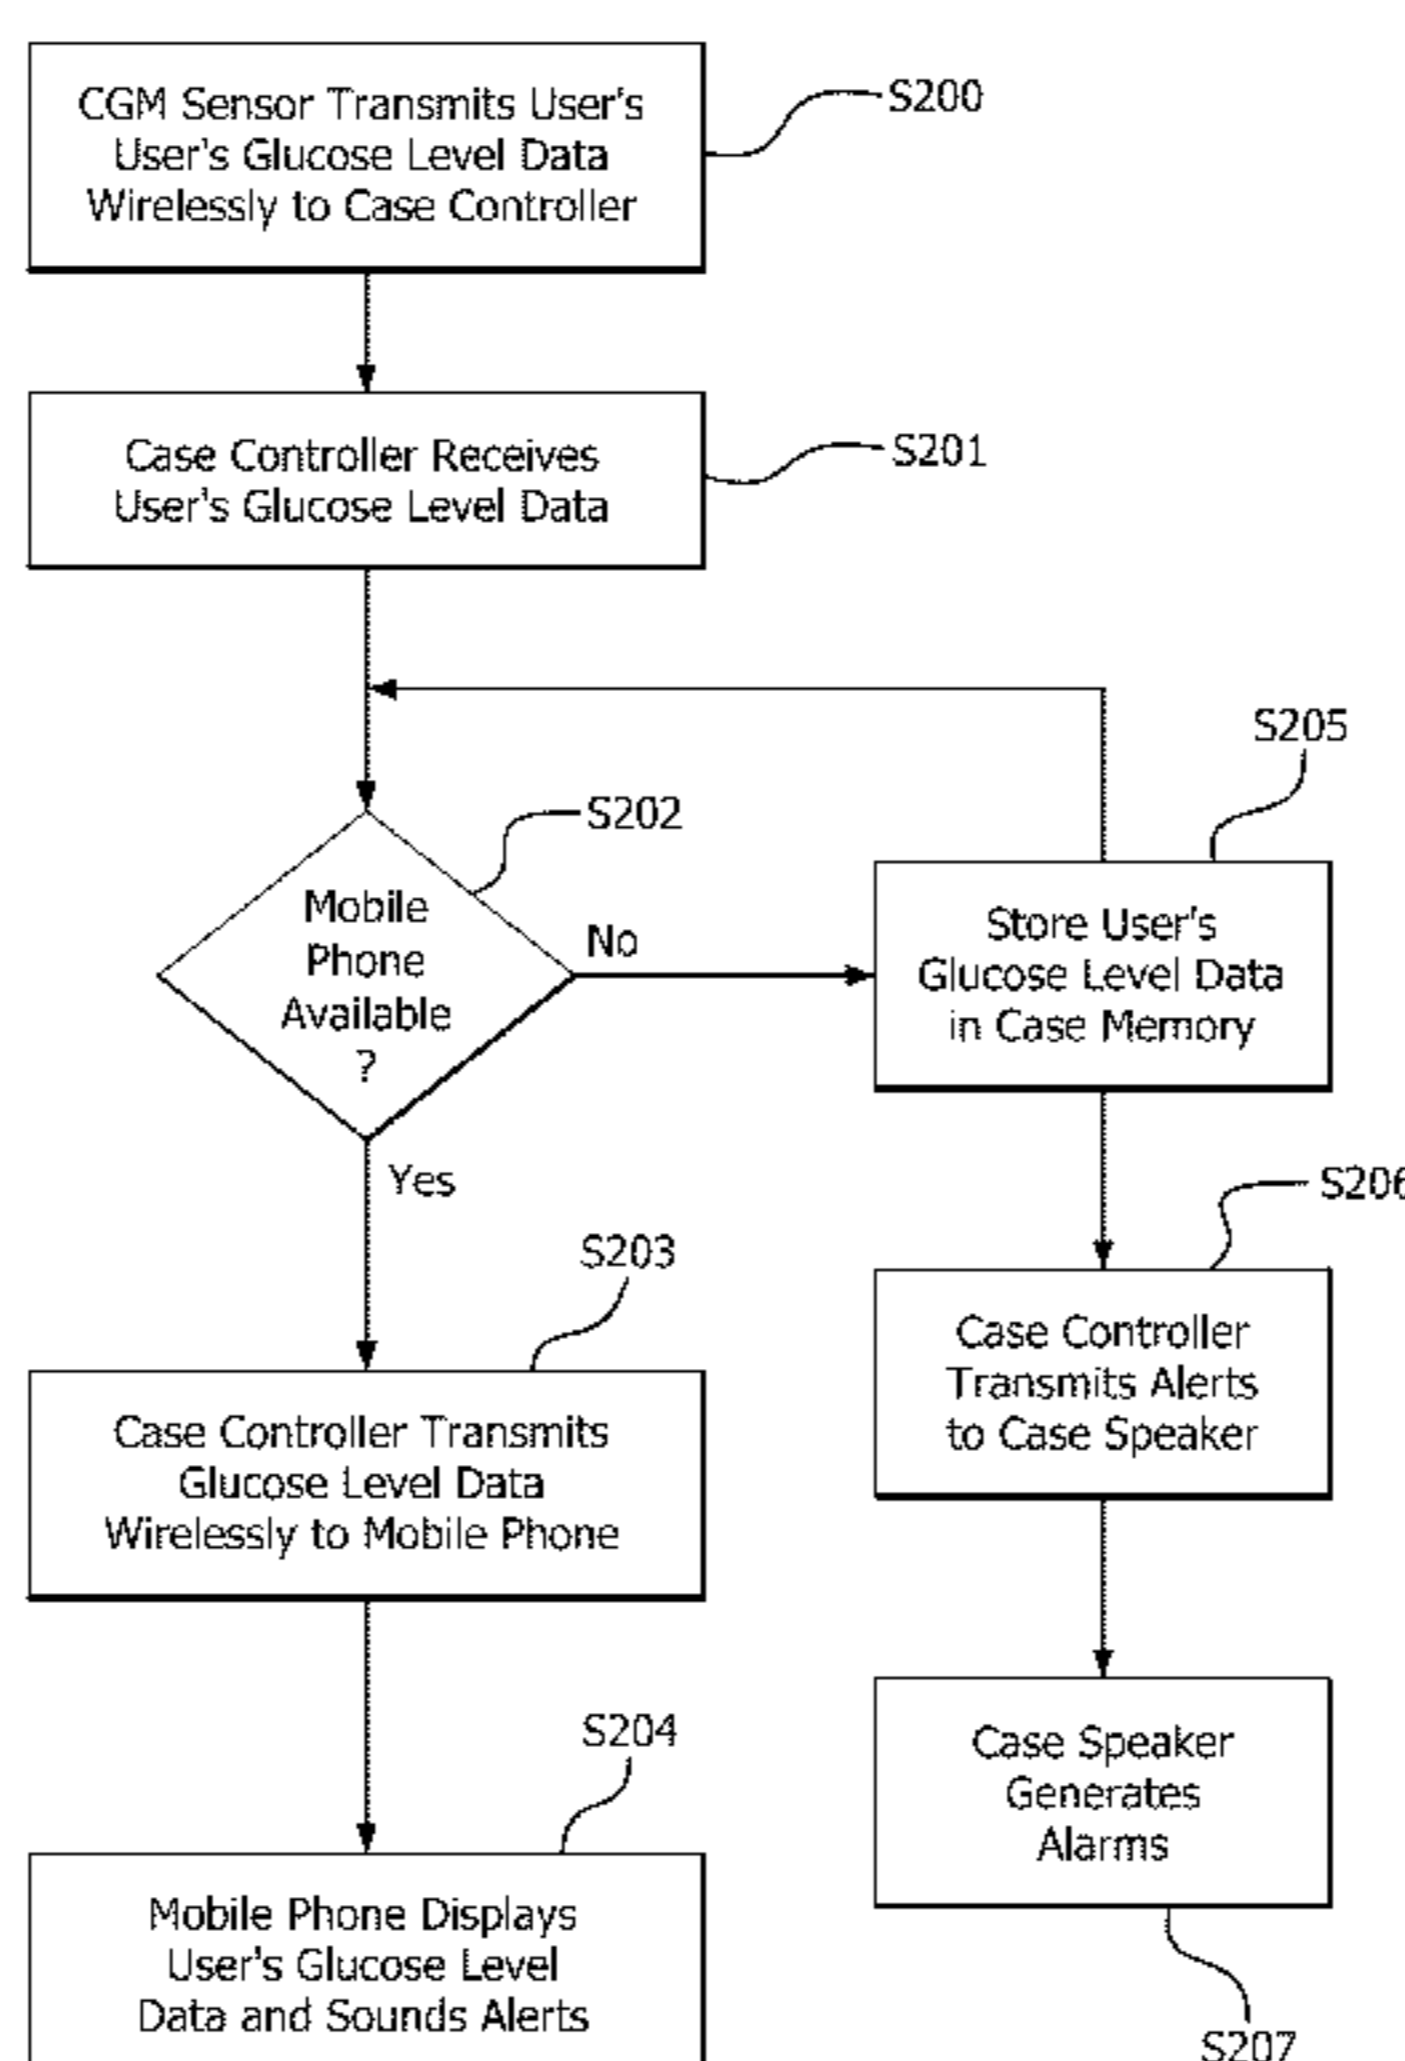 CGM Sensor Transmits User's
User's Glucose Level Data
Wirelessly to Case Controller
S200
Case Controller Receives
User's Glucose Level Data
S201
S202
Mobile
Phone
Available
?
No
Yes
S205
Store User's
Glucose Level Data
in Case Memory
S206
Case Controller
Transmits Alerts
to Case Speaker
S203
Case Controller Transmits
Glucose Level Data
Wirelessly to Mobile Phone
S204
Mobile Phone Displays
User's Glucose Level
Data and Sounds Alerts
Case Speaker
Generates
Alarms
S207